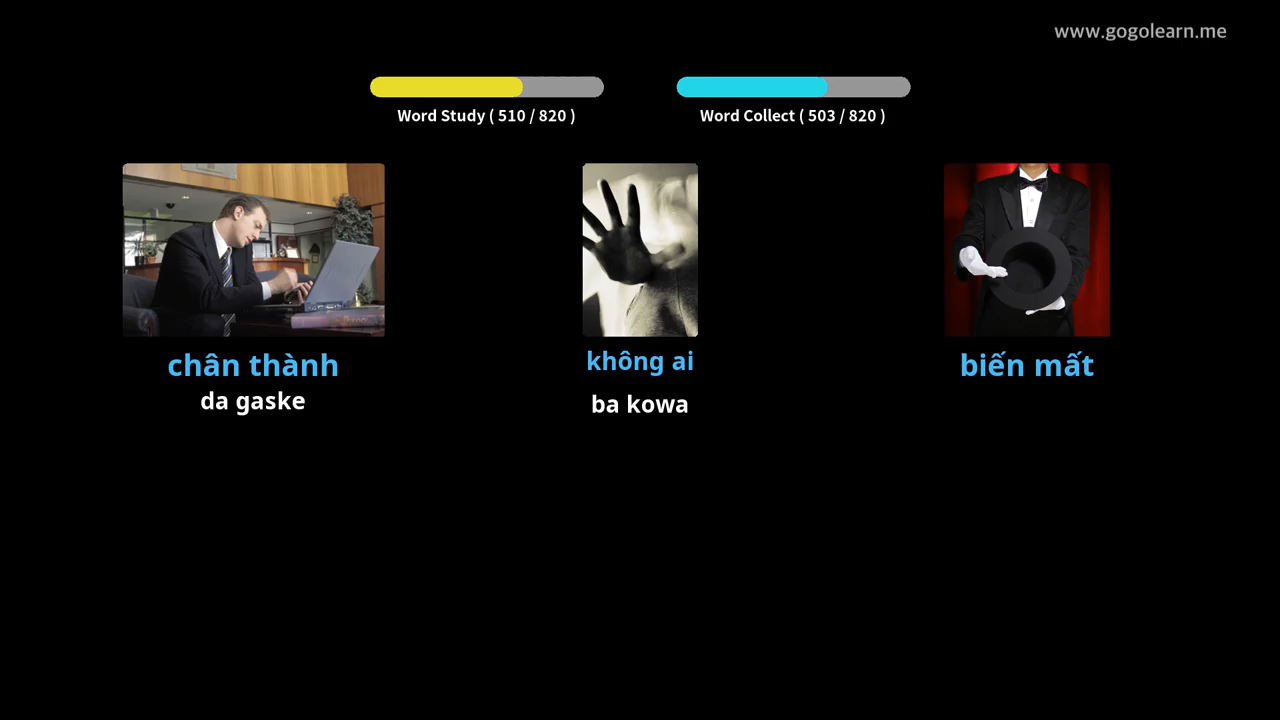 www.gogolearn.me
Word Study ( 510 / 820 )
Word Collect ( 503 / 820 )
chân thành
da gaske
không ai
ba kowa
biến mất